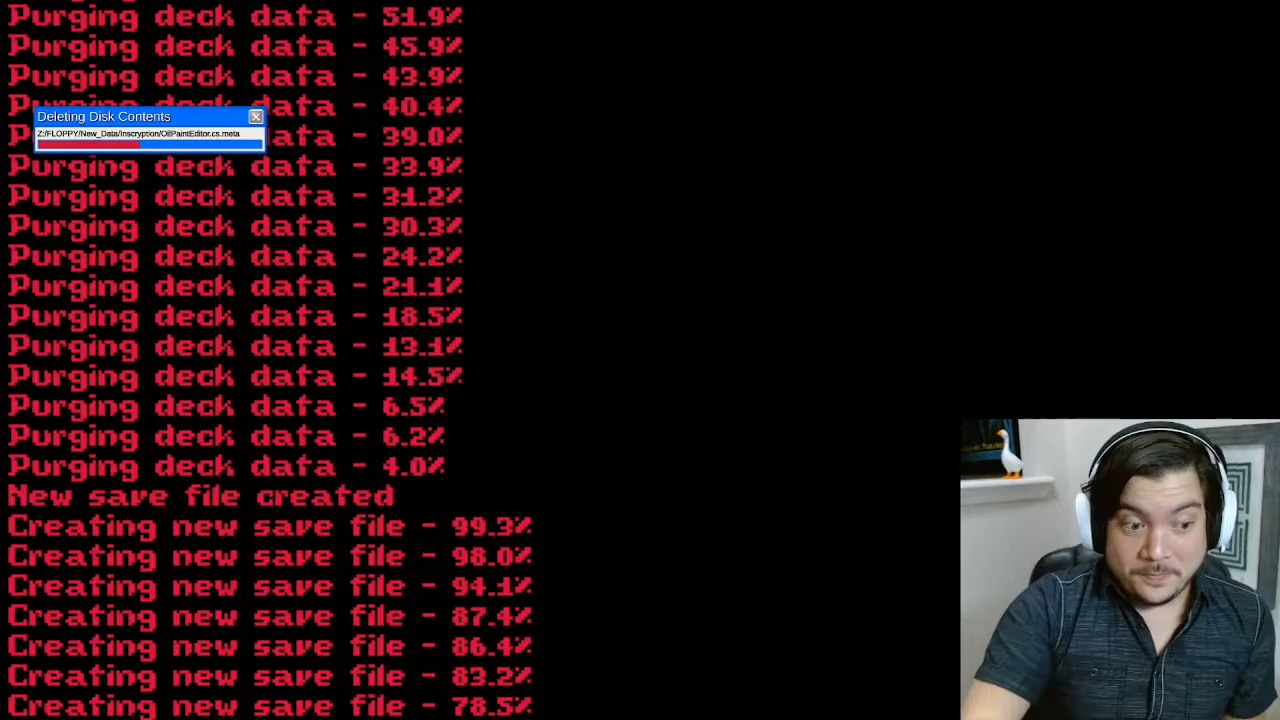 Purging deck data - 51.9%
Purging deck data - 45.9%
Purging deck data - 43.9%
Purging deck data - 40.4%
Deleting Disk Contents
Z:/FLOPPY/New_Data/Inscryption/OilPaintEditor.cs.meta
data - 39.0%
Purging deck data - 33.9%
Purging deck data - 31.2%
Purging deck data - 30.3%
Purging deck data - 24.2%
Purging deck data - 21.1%
Purging deck data - 18.5%
Purging deck data - 13.1%
Purging deck data - 14.5%
Purging deck data - 6.5%
Purging deck data - 6.2%
Purging deck data - 4.0%
New save file created
Creating new save file - 99.3%
Creating new save file - 98.0%
Creating new save file - 94.1%
Creating new save file - 87.4%
Creating new save file - 86.4%
Creating new save file - 83.2%
Creating new save file - 78.5%